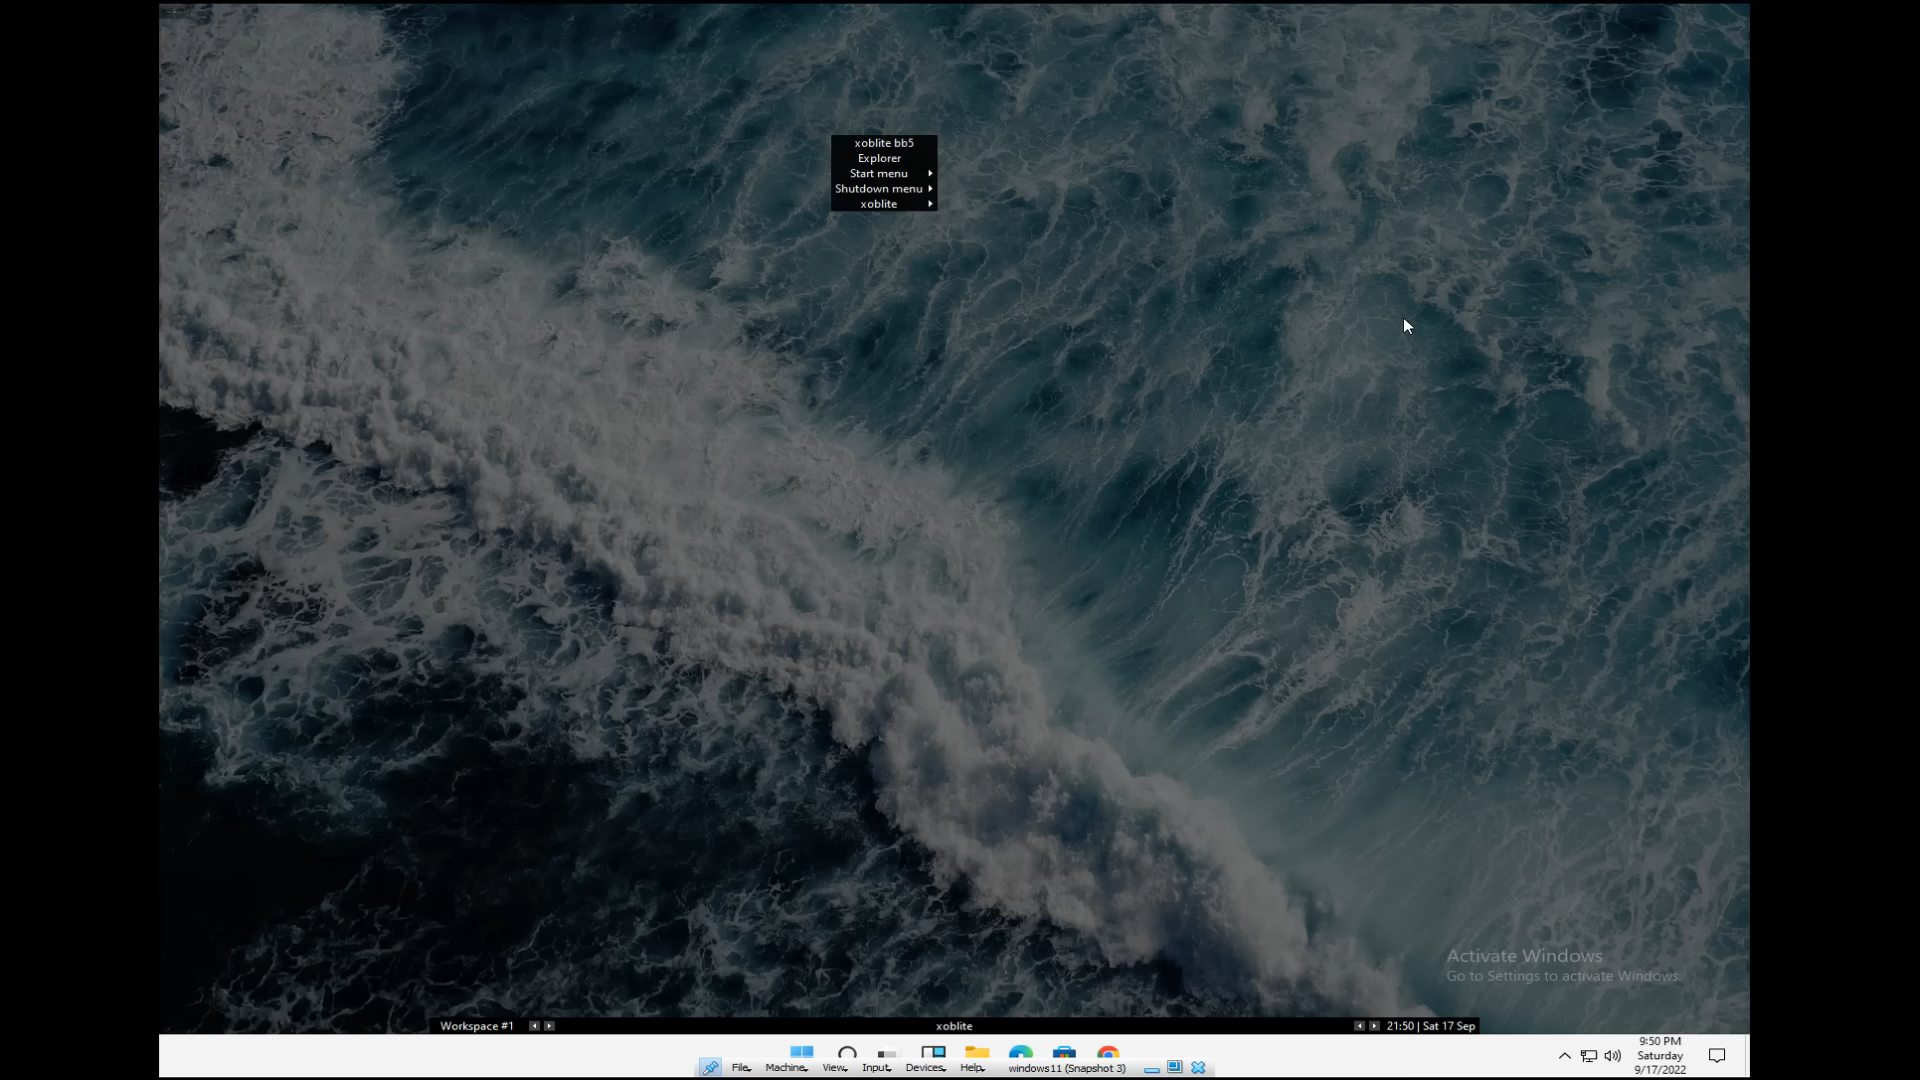 xoblite bb5
Explorer
Start menu
Shutdown menu
xoblite
Activate Windows
Go to Settings to activate Windows.
Workspace #1
xoblite
21:50 | Sat 17 Sep
9:50 PM
Saturday
9/17/2022
File
Machine
View
Input
Devices
Help
windows11 (Snapshot 3)